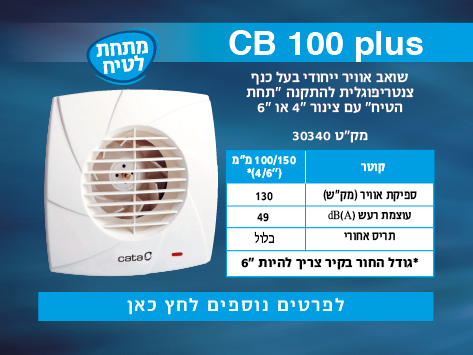 CB 100 plus
מתחת
לטיח
שואב אוויר ייחודי בעל כנף
צנטריפוגלית להתקנה "תחת
הטיח" עם צינור "4 או "6
מק"ט 30340
קוטר 100/150 מ"מ
(4/6")*
ספיקת אוויר (מק"ש) 130
עוצמת רעש dB(A) 49
תריס אחורי כלול
*גודל החור בקיר צריך להיות "6
cata
לפרטים נוספים לחץ כאן